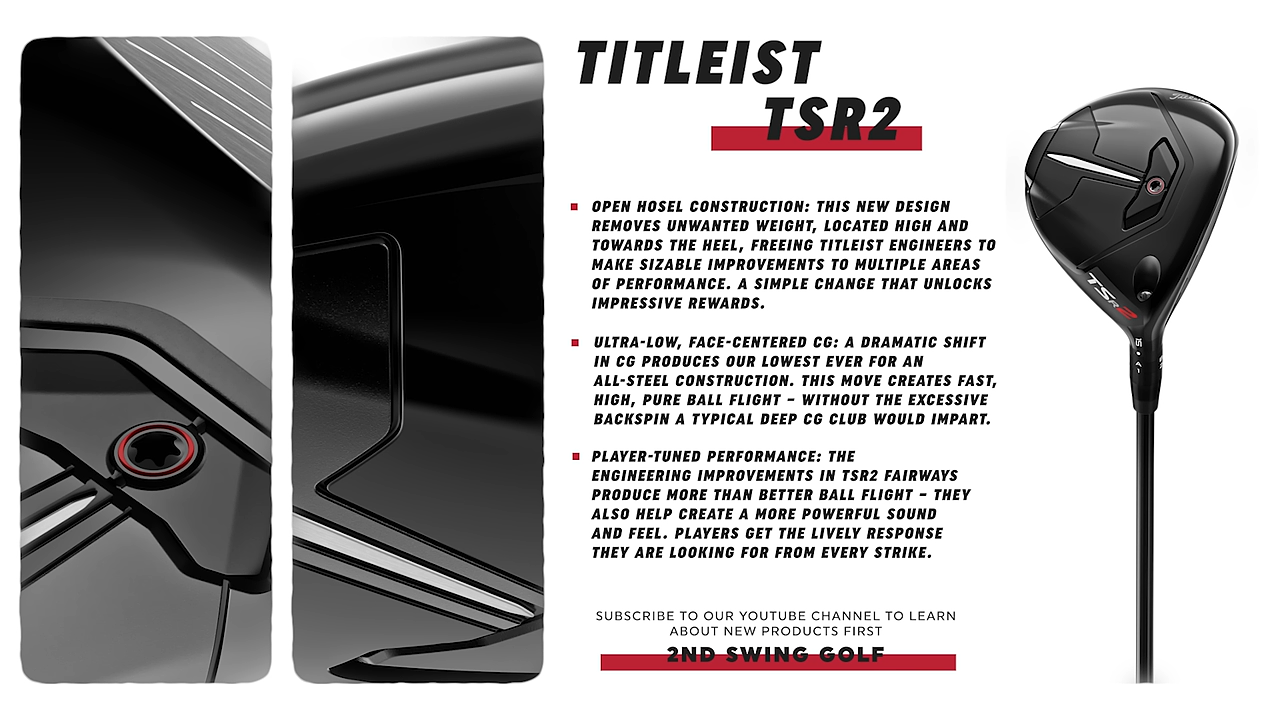 TITLEIST
TSR2
OPEN HOSEL CONSTRUCTION: THIS NEW DESIGN
REMOVES UNWANTED WEIGHT, LOCATED HIGH AND
TOWARDS THE HEEL, FREEING TITLEIST ENGINEERS TO
MAKE SIZABLE IMPROVEMENTS TO MULTIPLE AREAS
OF PERFORMANCE. A SIMPLE CHANGE THAT UNLOCKS
IMPRESSIVE REWARDS.
ULTRA-LOW, FACE-CENTERED CG: A DRAMATIC SHIFT
IN CG PRODUCES OUR LOWEST EVER FOR AN
ALL-STEEL CONSTRUCTION. THIS MOVE CREATES FAST,
HIGH, PURE BALL FLIGHT – WITHOUT THE EXCESSIVE
BACKSPIN A TYPICAL DEEP CG CLUB WOULD IMPART.
PLAYER-TUNED PERFORMANCE: THE
ENGINEERING IMPROVEMENTS IN TSR2 FAIRWAYS
PRODUCE MORE THAN BETTER BALL FLIGHT – THEY
ALSO HELP CREATE A MORE POWERFUL SOUND
AND FEEL. PLAYERS GET THE LIVELY RESPONSE
THEY ARE LOOKING FOR FROM EVERY STRIKE.
SUBSCRIBE TO OUR YOUTUBE CHANNEL TO LEARN
ABOUT NEW PRODUCTS FIRST
2ND SWING GOLF
TSR2
15